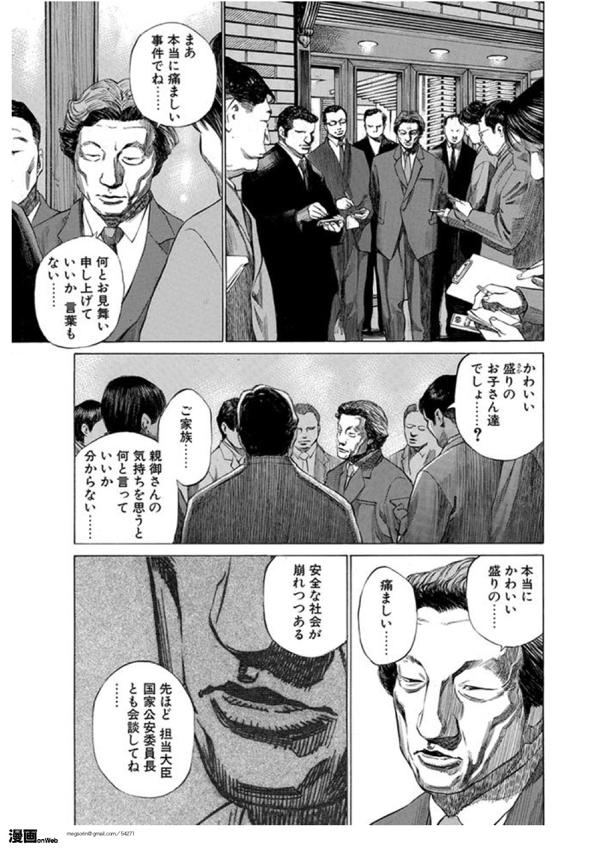 まあ
本当に痛ましい
事件でね……
何とお見舞い
申し上げて
いいか 言葉も
ない……
かわいい
盛りの
お子さん達
でしょ……?
ご家族……
親御さんの
気持ちを思うと
何と言って
いいか
分からない……
本当に
かわいい
盛りの…
痛ましい…
安全な社会が
崩れつつある
先ほど 担当大臣
国家公安委員長
とも会談してね
……
漫画 on Web
megaorin@gmail.com/54271